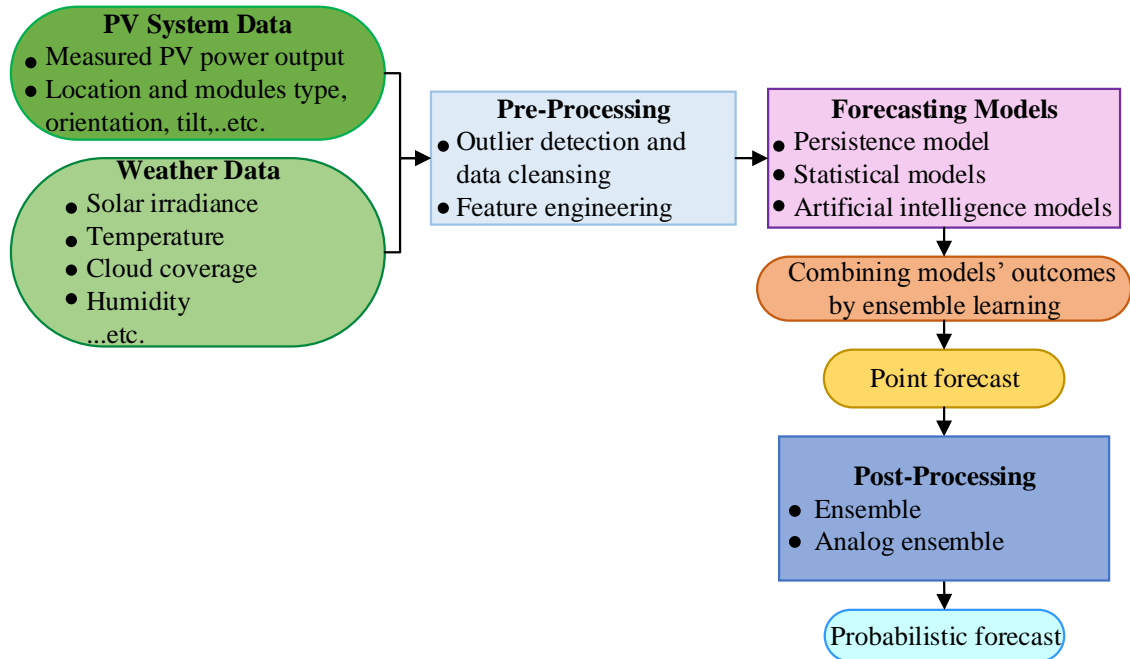 PV System Data
● Measured PV power output
● Location and modules type,
orientation, tilt,..etc.
Weather Data
● Solar irradiance
● Temperature
● Cloud coverage
● Humidity
...etc.
Pre-Processing
● Outlier detection and
data cleansing
● Feature engineering
Forecasting Models
● Persistence model
● Statistical models
● Artificial intelligence models
Combining models’ outcomes
by ensemble learning
Point forecast
Post-Processing
● Ensemble
● Analog ensemble
Probabilistic forecast